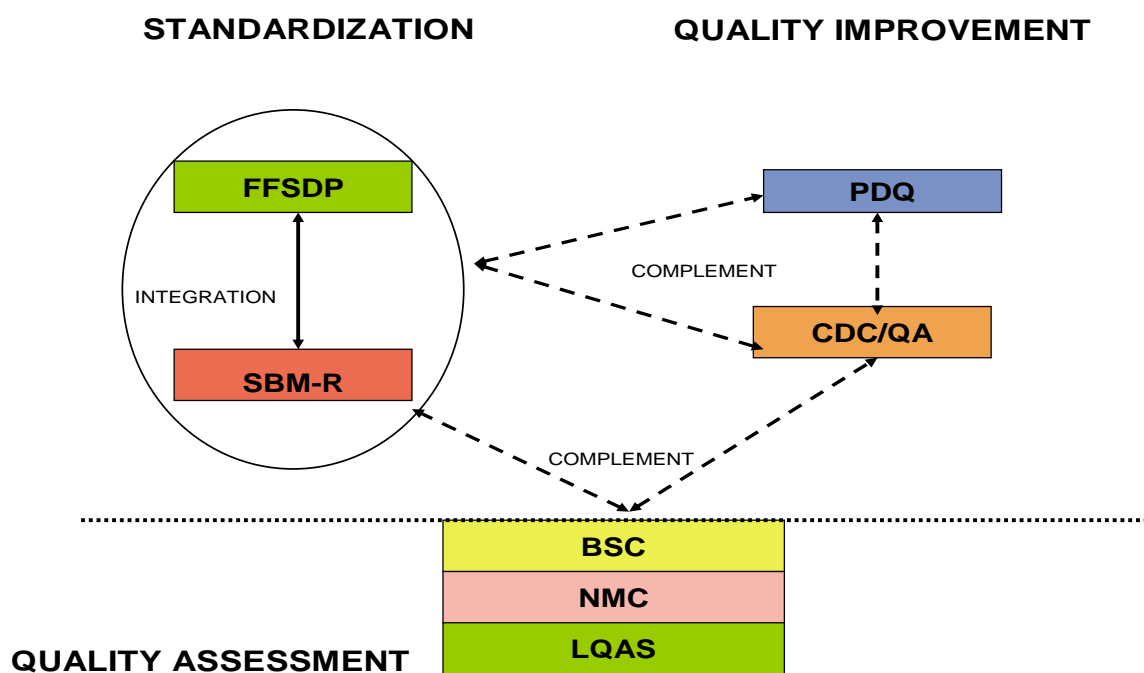 STANDARDIZATION
QUALITY IMPROVEMENT
FFSDP
PDQ
COMPLEMENT
INTEGRATION
CDC/QA
SBM-R
COMPLEMENT
BSC
NMC
LQAS
QUALITY ASSESSMENT